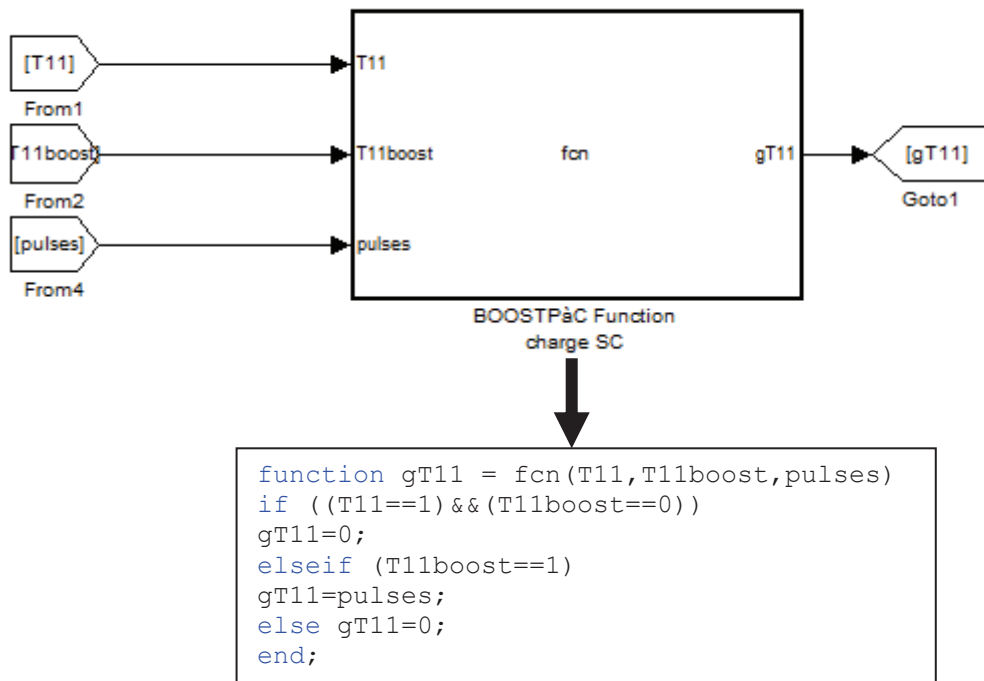 [T11]
From1
T11boost]
From2
[pulses]
From4
T11
T11boost
pulses
fcn
gT11
[gT11]
Goto1
BOOSTPàC Function
charge SC
function gT11 = fcn(T11,T11boost,pulses)
if ((T11==1)&&(T11boost==0))
gT11=0;
elseif (T11boost==1)
gT11=pulses;
else gT11=0;
end;